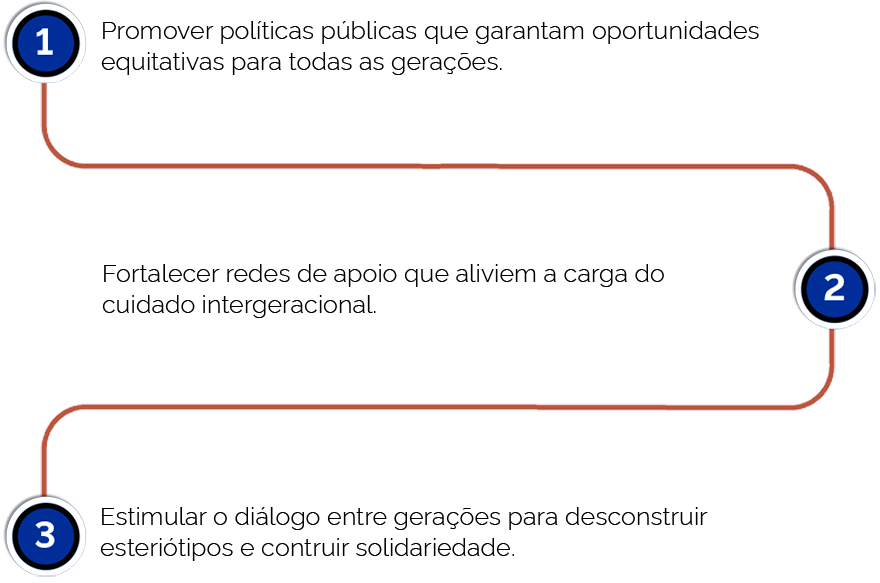 1
Promover políticas públicas que garantam oportunidades
equitativas para todas as gerações.
Fortalecer redes de apoio que aliviem a carga do
cuidado intergeracional.
2
3
Estimular o diálogo entre gerações para desconstruir
esteriótipos e contruir solidariedade.